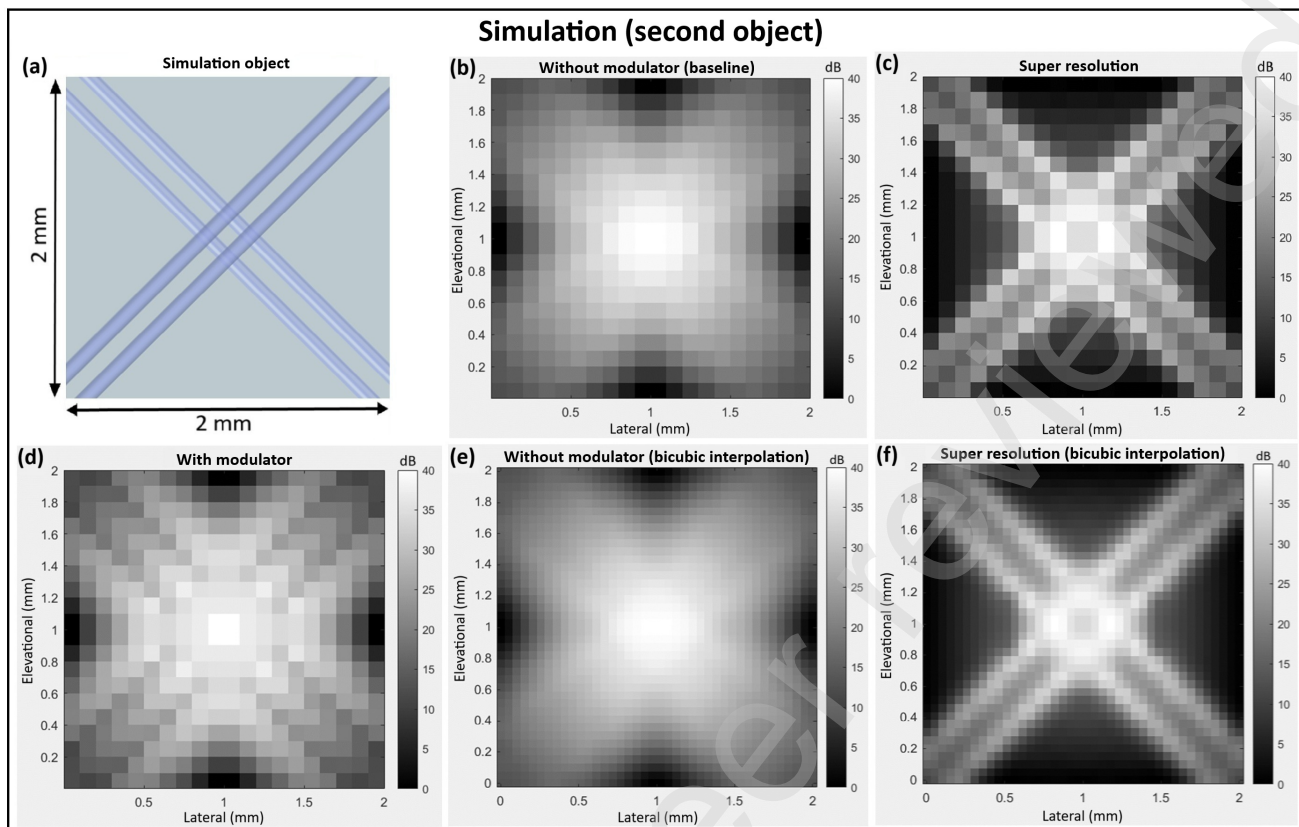 Simulation (second object)
(a)
Simulation object
2 mm
2 mm
(b)
Without modulator (baseline)
dB
2
1.8
1.6
1.4
1.2
1
0.8
0.6
0.4
0.2
Elevational (mm)
0.5 1 1.5 2
Lateral (mm)
40
35
30
25
20
15
10
5
0
(c)
Super resolution
dB
2
1.8
1.6
1.4
1.2
1
0.8
0.6
0.4
0.2
Elevational (mm)
0.5 1 1.5 2
Lateral (mm)
40
35
30
25
20
15
10
5
0
(d)
With modulator
dB
2
1.8
1.6
1.4
1.2
1
0.8
0.6
0.4
0.2
Elevational (mm)
0.5 1 1.5 2
Lateral (mm)
40
35
30
25
20
15
10
5
0
(e)
Without modulator (bicubic interpolation)
dB
2
1.8
1.6
1.4
1.2
1
0.8
0.6
0.4
0.2
0
Elevational (mm)
0 0.5 1 1.5 2
Lateral (mm)
40
35
30
25
20
15
10
5
0
(f)
Super resolution (bicubic interpolation)
dB
2
1.8
1.6
1.4
1.2
1
0.8
0.6
0.4
0.2
0
Elevational (mm)
0 0.5 1 1.5 2
Lateral (mm)
40
35
30
25
20
15
10
5
0
er reviewed